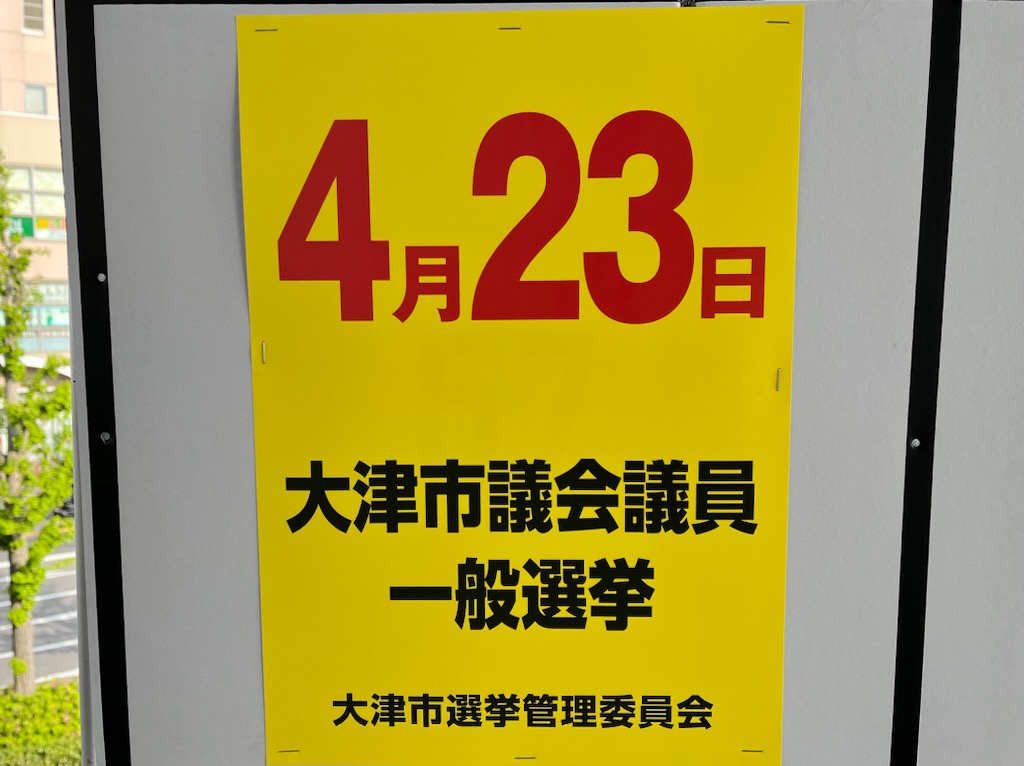 4月23日
大津市議会議員
一般選挙
大津市選挙管理委員会